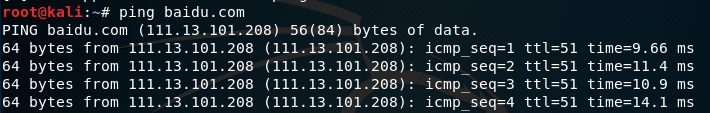 root@kali:~# ping baidu.com
PING baidu.com (111.13.101.208) 56(84) bytes of data.
64 bytes from 111.13.101.208 (111.13.101.208): icmp_seq=1 ttl=51 time=9.66 ms
64 bytes from 111.13.101.208 (111.13.101.208): icmp_seq=2 ttl=51 time=11.4 ms
64 bytes from 111.13.101.208 (111.13.101.208): icmp_seq=3 ttl=51 time=10.9 ms
64 bytes from 111.13.101.208 (111.13.101.208): icmp_seq=4 ttl=51 time=14.1 ms